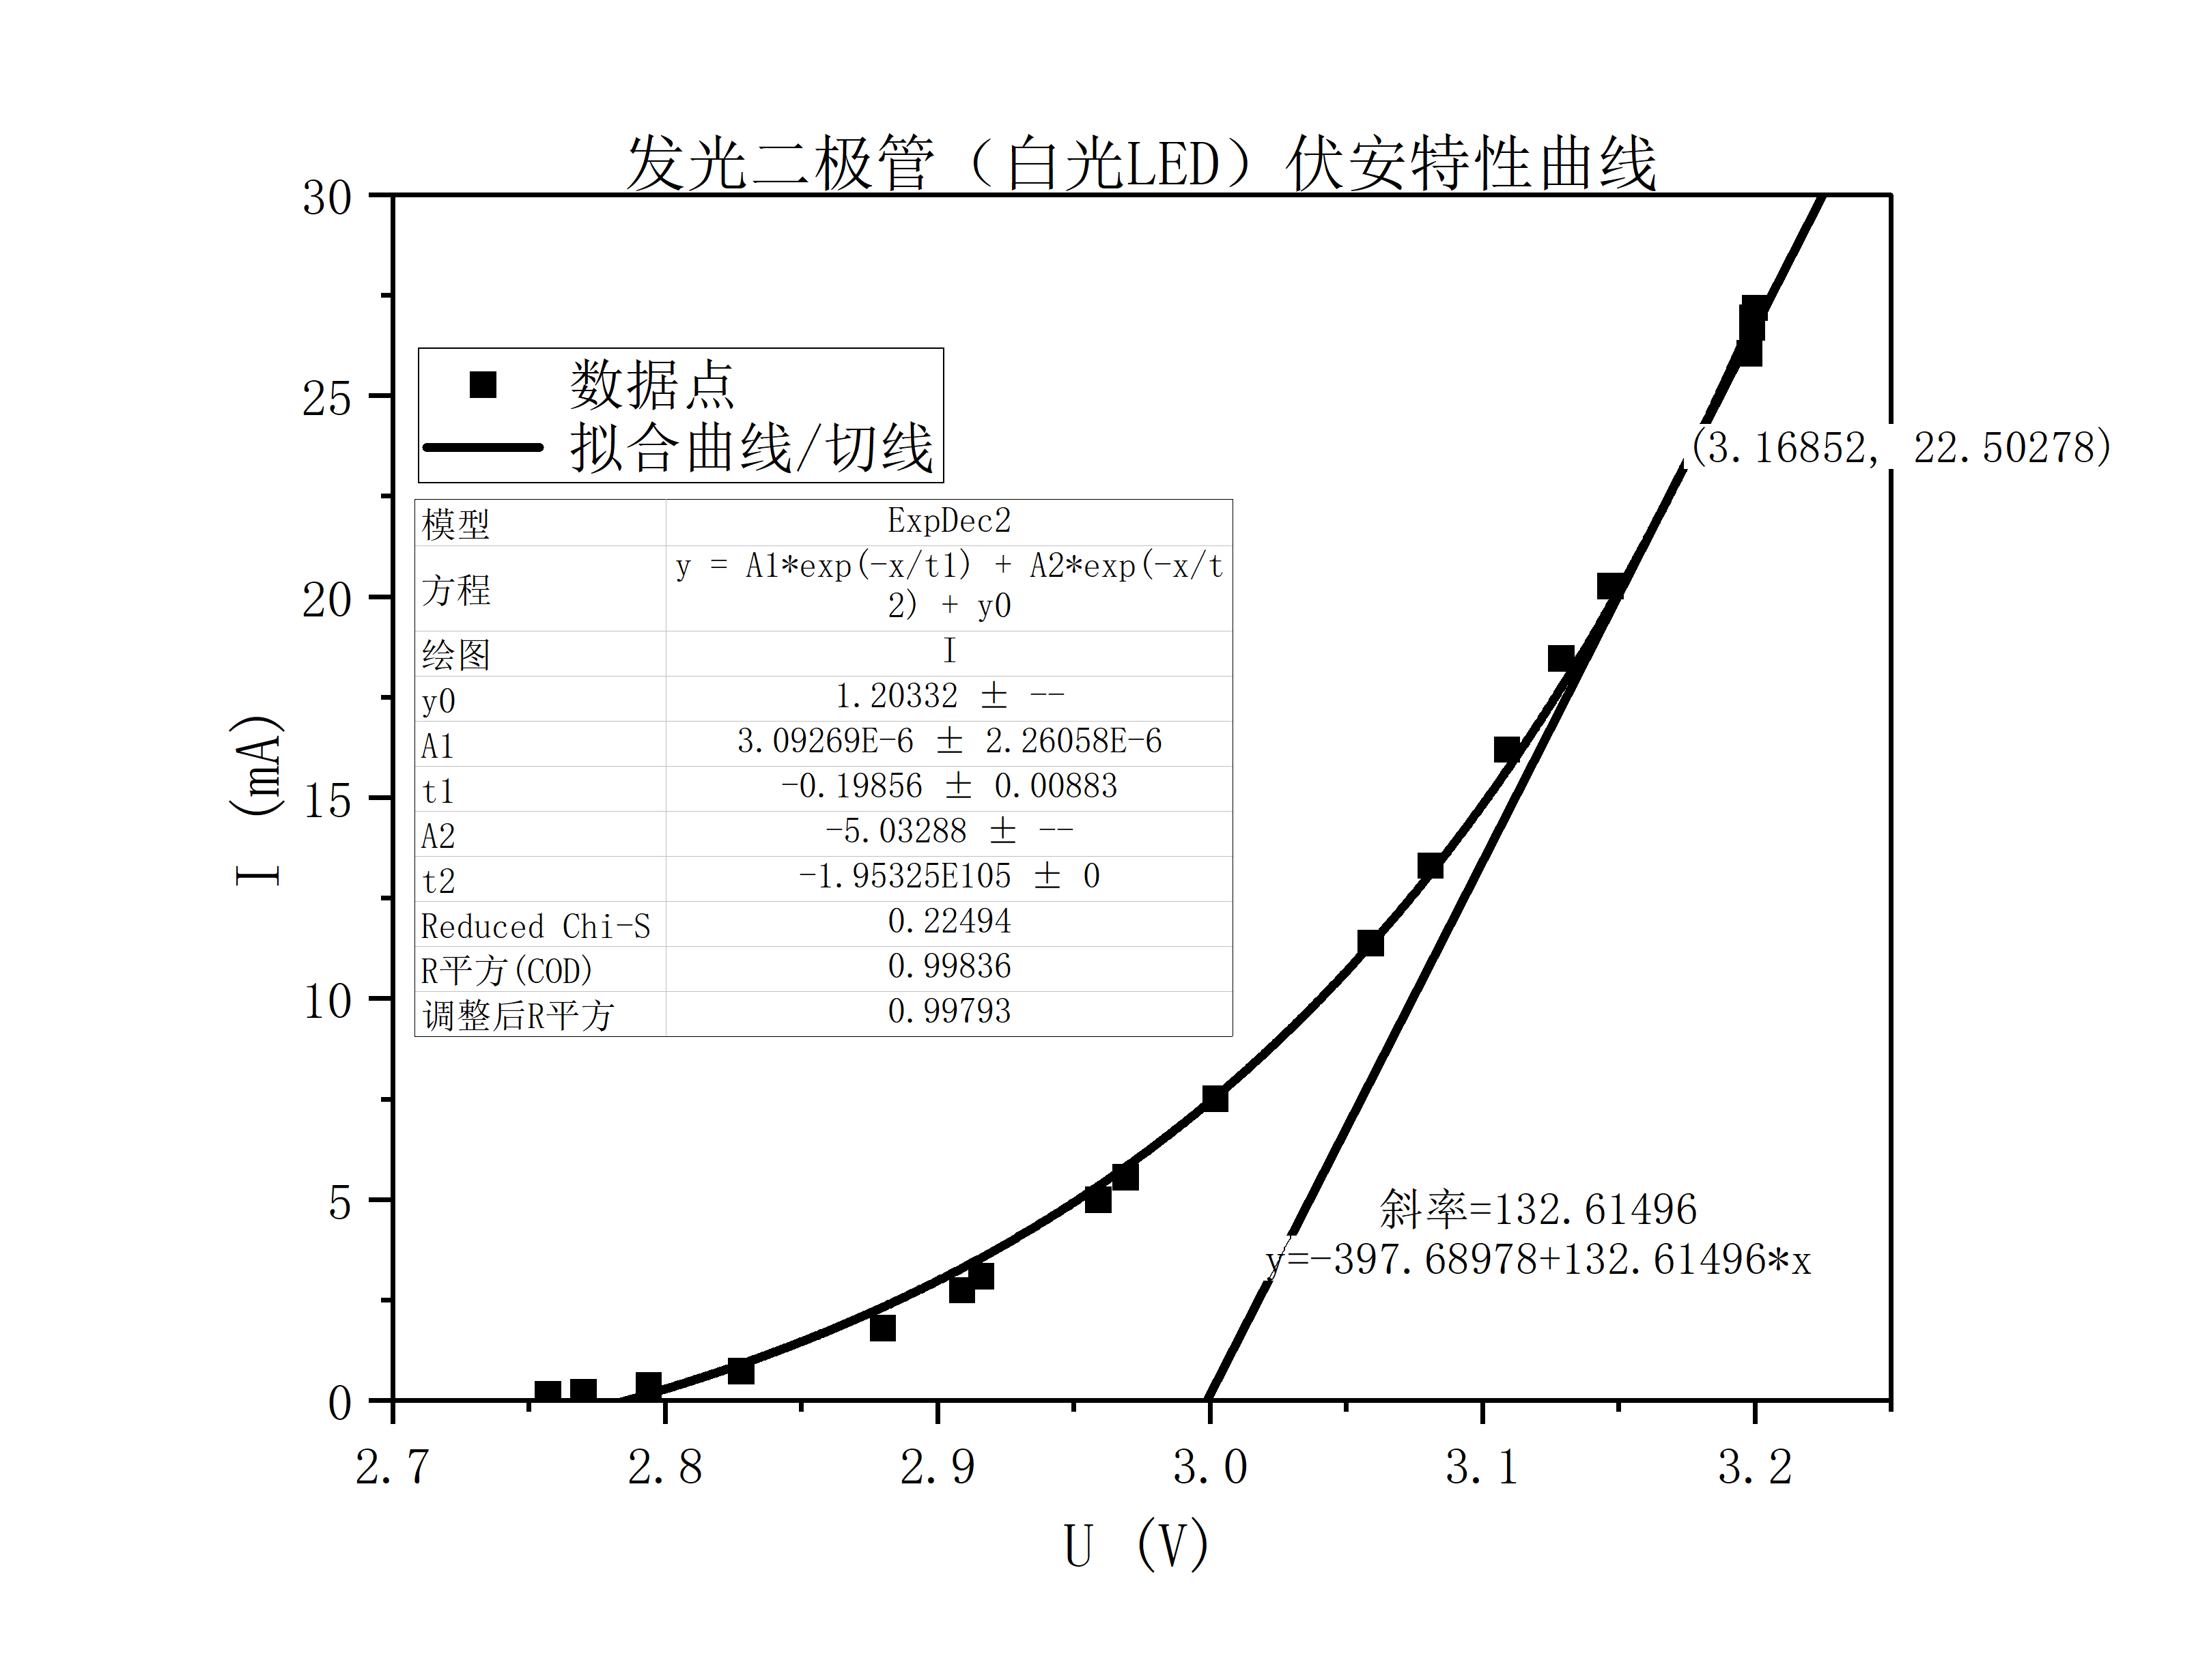 发光二极管（白光LED）伏安特性曲线
30
25
20
15
10
5
0
I (mA)
数据点
拟合曲线/切线
模型 ExpDec2
方程 y = A1*exp(-x/t1) + A2*exp(-x/t
2) + y0
绘图 I
y0 1.20332 ± --
A1 3.09269E-6 ± 2.26058E-6
t1 -0.19856 ± 0.00883
A2 -5.03288 ± --
t2 -1.95325E105 ± 0
Reduced Chi-S 0.22494
R平方(COD) 0.99836
调整后R平方 0.99793
(3.16852, 22.50278)
斜率=132.61496
y=-397.68978+132.61496*x
2.7 2.8 2.9 3.0 3.1 3.2
U (V)